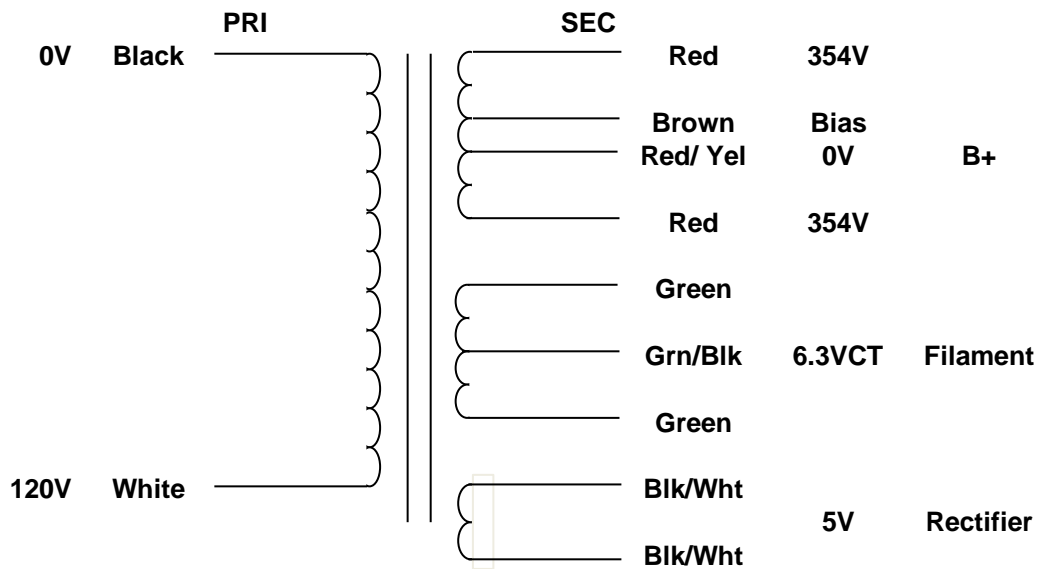 PRI SEC
0V Black Red 354V
Brown Bias
Red/ Yel 0V B+
Red 354V
Green
Grn/Blk 6.3VCT Filament
Green
120V White Blk/Wht
5V Rectifier
Blk/Wht